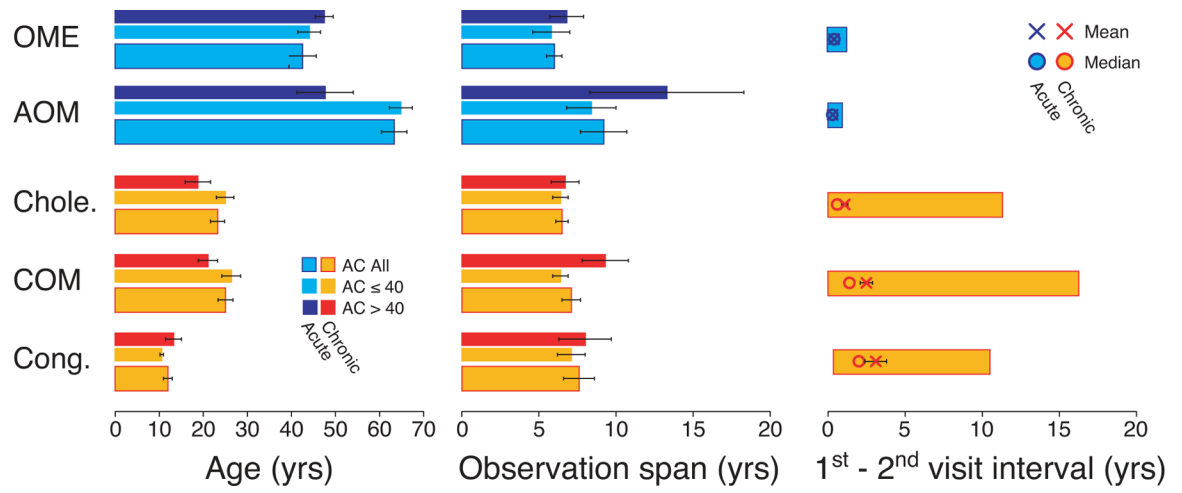 OME
AOM
Chole.
COM
Cong.
AC All
AC ≤ 40
AC > 40
Acute
Chronic
0 10 20 30 40 50 60 70
Age (yrs)
0 5 10 15 20
Observation span (yrs)
Mean
Median
Acute
Chronic
0 5 10 15 20
1st - 2nd visit interval (yrs)